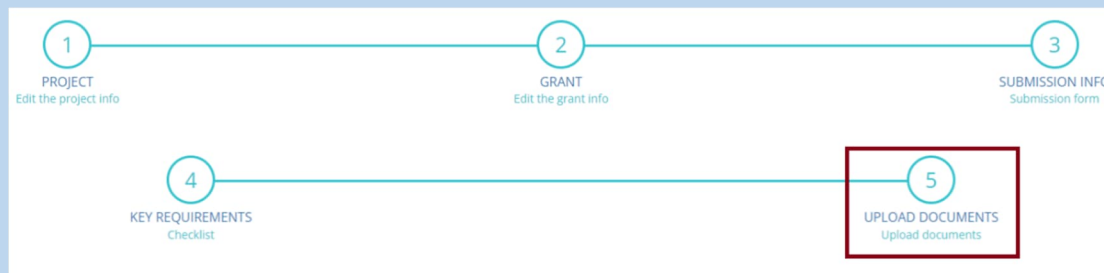 1
PROJECT
Edit the project info
2
GRANT
Edit the grant info
3
SUBMISSION INFO
Submission form
4
KEY REQUIREMENTS
Checklist
5
UPLOAD DOCUMENTS
Upload documents